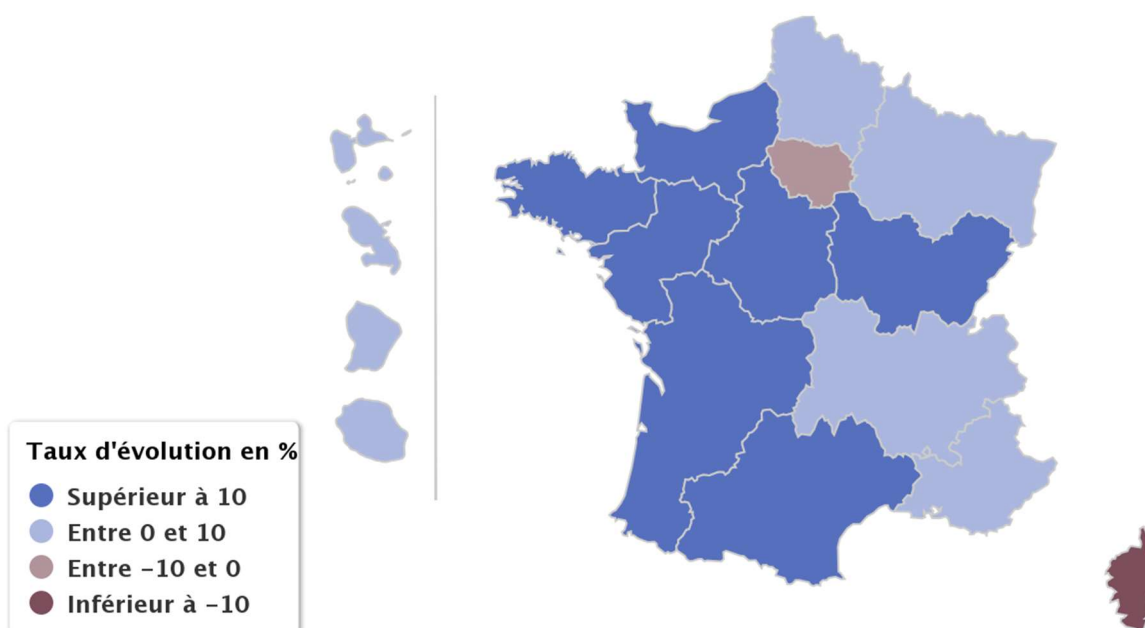 Taux d'évolution en %
Supérieur à 10
Entre 0 et 10
Entre −10 et 0
Inférieur à −10